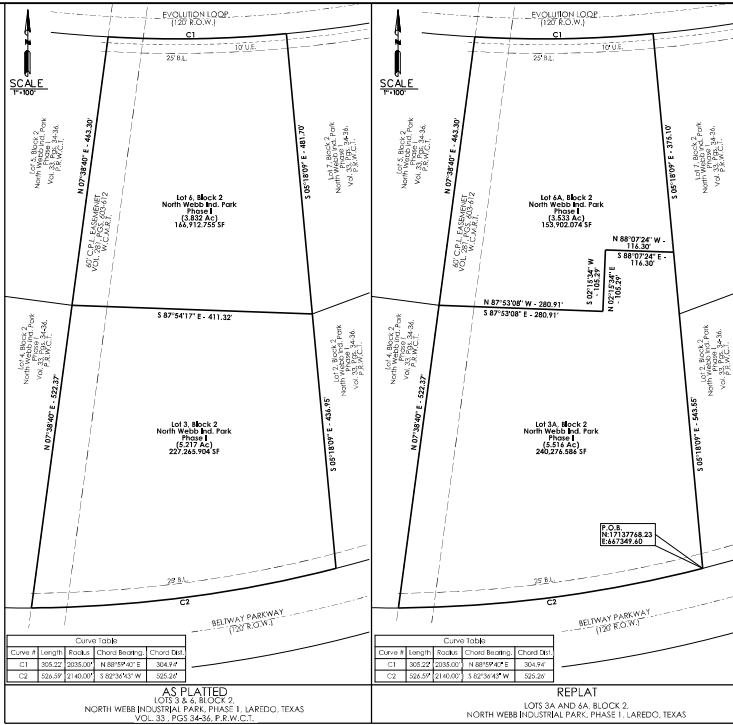 EVOLUTION LOOP
(120' R.O.W.)
C1
10' U.E.
25' B.L.
SCALE
1"=100'
Lot 5, Block 2
North Webb Ind. Park
Phase I
Vol. 33, Pgs. 34-36,
P.R.W.C.T.
N 07°38'40" E - 463.30'
60' C.P.L. EASEMENET
VOL. 281, PGS. 603-612
W.C.M.R.T.
S 05°18'09" E - 481.70'
Lot 7, Block 2
North Webb Ind. Park
Phase I
Vol. 33, Pgs. 34-36,
P.R.W.C.T.
Lot 6, Block 2
North Webb Ind. Park
Phase I
(3.832 Ac)
166,912.755 SF
S 87°54'17" E - 411.32'
Lot 4, Block 2
North Webb Ind. Park
Phase I
Vol. 33, Pgs. 34-36,
P.R.W.C.T.
N 07°38'40" E - 522.37'
Lot 2, Block 2
North Webb Ind. Park
Phase I
Vol. 33, Pgs. 34-36,
P.R.W.C.T.
S 05°18'09" E - 436.95'
Lot 3, Block 2
North Webb Ind. Park
Phase I
(5.217 Ac)
227,265.904 SF
25' B.L.
C2
BELTWAY PARKWAY
(120' R.O.W.)
Curve Table
Curve # Length Radius Chord Bearing. Chord Dist.
C1 305.22' 2035.00' N 88°59'40" E 304.94'
C2 526.59' 2140.00' S 82°36'43" W 525.26'
AS PLATTED
LOTS 3 & 6, BLOCK 2,
NORTH WEBB INDUSTRIAL PARK, PHASE 1, LAREDO, TEXAS
VOL. 33 , PGS 34-36, P.R.W.C.T.
EVOLUTION LOOP
(120' R.O.W.)
C1
10' U.E.
25' B.L.
SCALE
1"=100'
Lot 5, Block 2
North Webb Ind. Park
Phase I
Vol. 33, Pgs. 34-36,
P.R.W.C.T.
N 07°38'40" E - 463.30'
60' C.P.L. EASEMENET
VOL. 281, PGS. 603-612
W.C.M.R.T.
S 05°18'09" E - 375.10'
Lot 7, Block 2
North Webb Ind. Park
Phase I
Vol. 33, Pgs. 34-36,
P.R.W.C.T.
Lot 6A, Block 2
North Webb Ind. Park
Phase I
(3.533 Ac)
153,902.074 SF
N 88°07'24" W -
116.30'
S 88°07'24" E -
116.30'
S 02°15'34" W
- 105.29'
N 02°15'34" E
- 105.29'
N 87°53'08" W - 280.91'
S 87°53'08" E - 280.91'
Lot 4, Block 2
North Webb Ind. Park
Phase I
Vol. 33, Pgs. 34-36,
P.R.W.C.T.
N 07°38'40" E - 522.37'
Lot 2, Block 2
North Webb Ind. Park
Phase I
Vol. 33, Pgs. 34-36,
P.R.W.C.T.
S 05°18'09" E - 543.55'
Lot 3A, Block 2
North Webb Ind. Park
Phase I
(5.516 Ac)
240,276.586 SF
P.O.B.
N:17137768.23
E:667349.60
25' B.L.
C2
BELTWAY PARKWAY
(120' R.O.W.)
Curve Table
Curve # Length Radius Chord Bearing. Chord Dist.
C1 305.22' 2035.00' N 88°59'40" E 304.94'
C2 526.59' 2140.00' S 82°36'43" W 525.26'
REPLAT
LOTS 3A AND 6A, BLOCK 2,
NORTH WEBB INDUSTRIAL PARK, PHASE 1, LAREDO, TEXAS